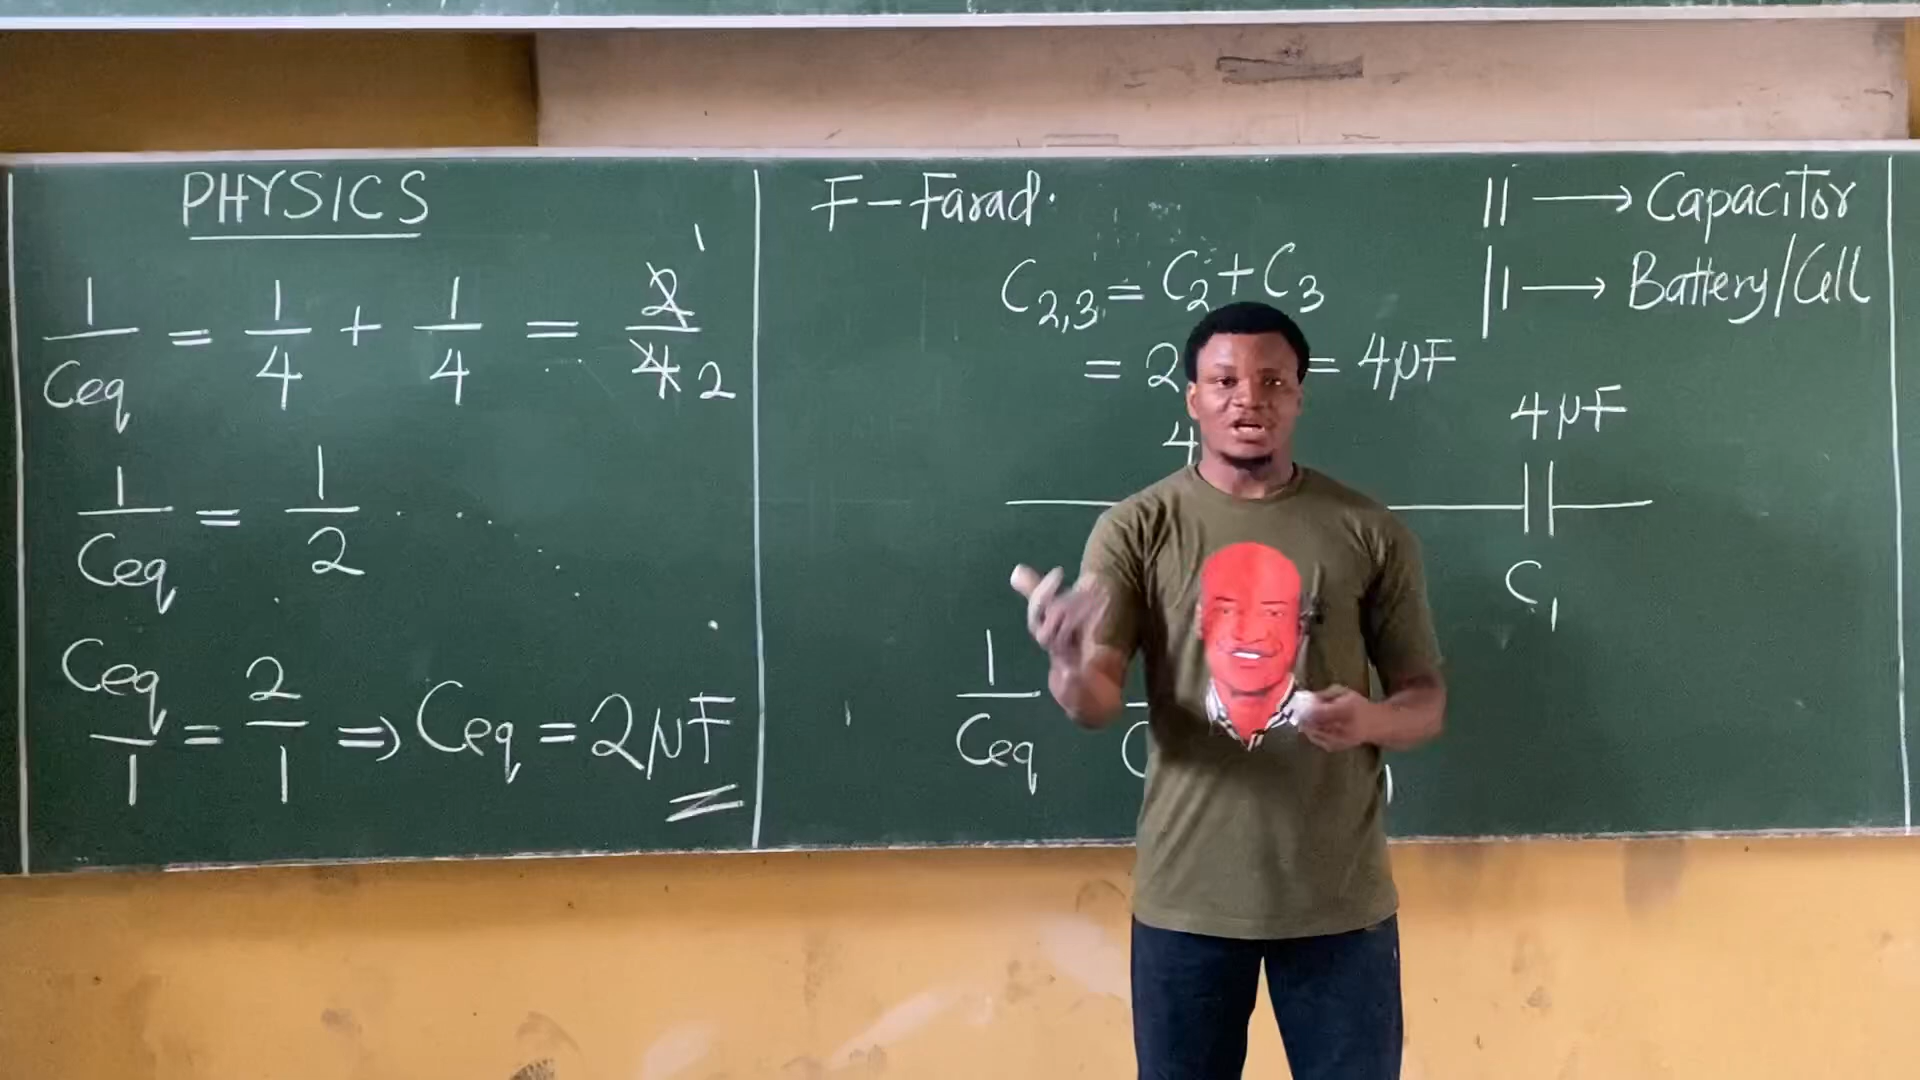 PHYSICS
1/Ceq = 1/4 + 1/4 = 2/4 1 2
1/Ceq = 1/2
Ceq/1 = 2/1 ⇒ Ceq = 2μF
F - Farad.
|| → Capacitor
|| → Battery/Cell
C2,3 = C2 + C3
= 2 = 4μF
4 4μF
C1
1/Ceq